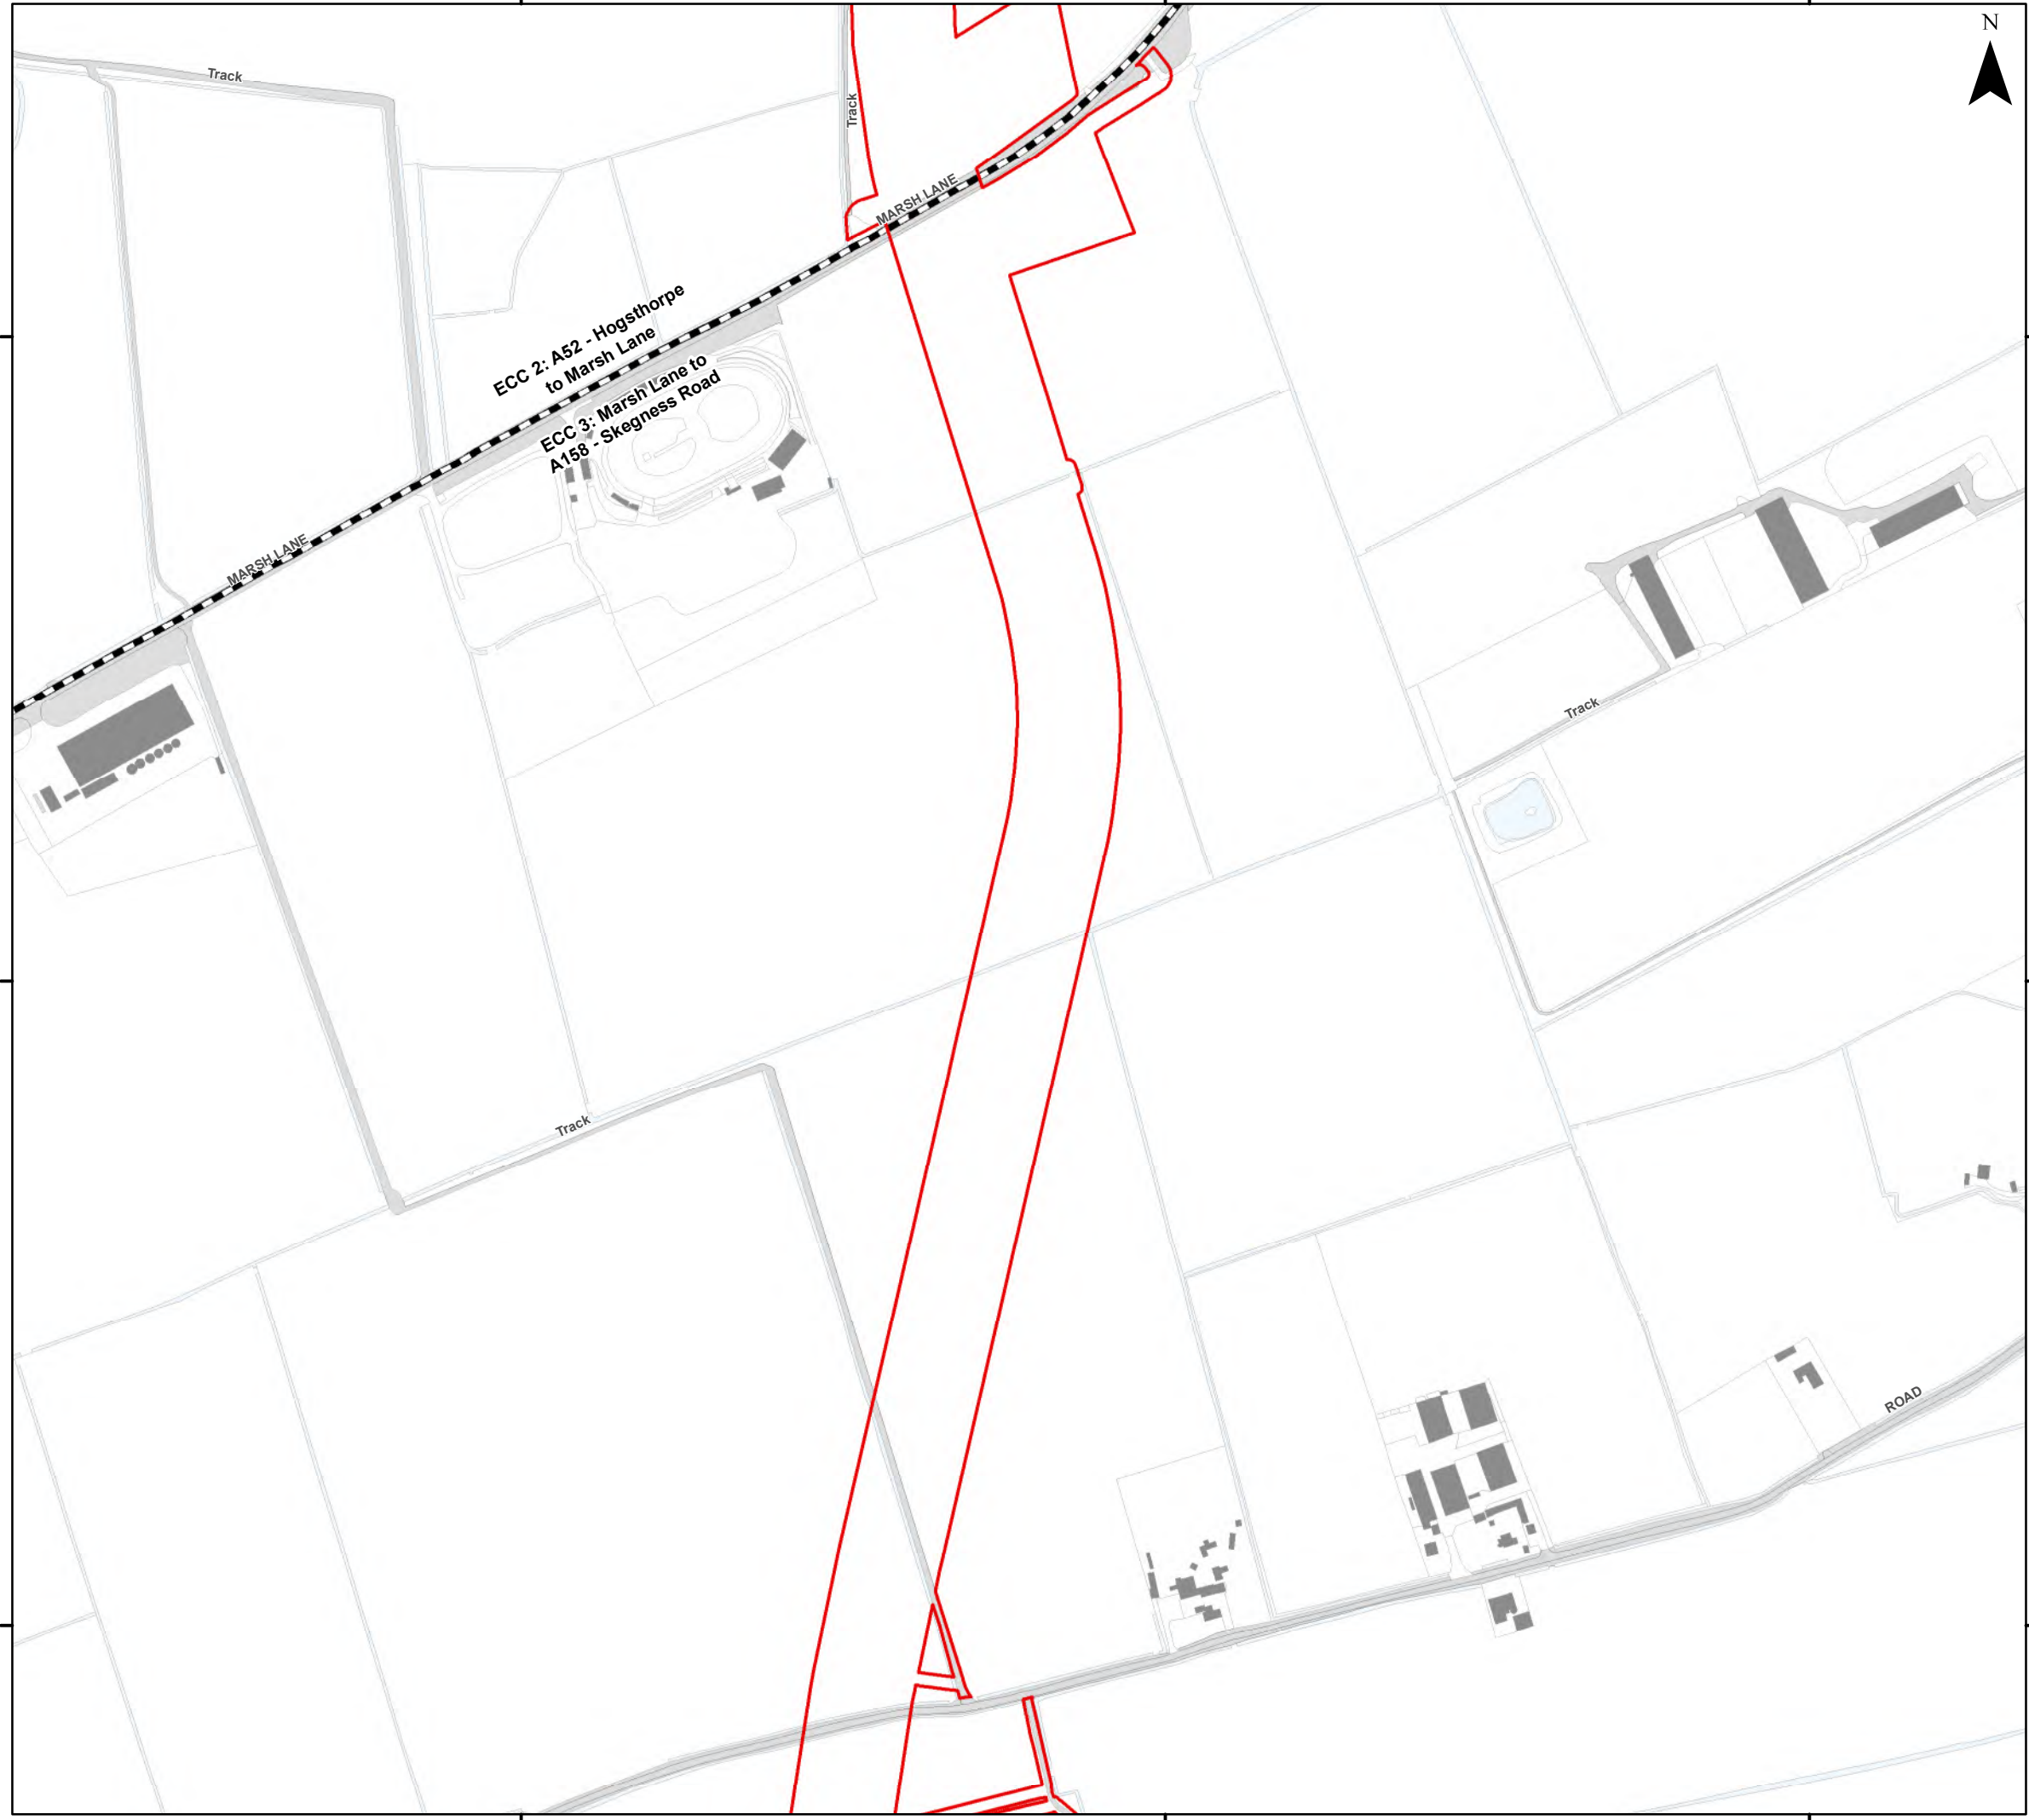 N
Track
Track
MARSH LANE
ECC 2: A52 - Hogsthorpe
to Marsh Lane
ECC 3: Marsh Lane to
A158 - Skegness Road
MARSH LANE
Track
Track
ROAD